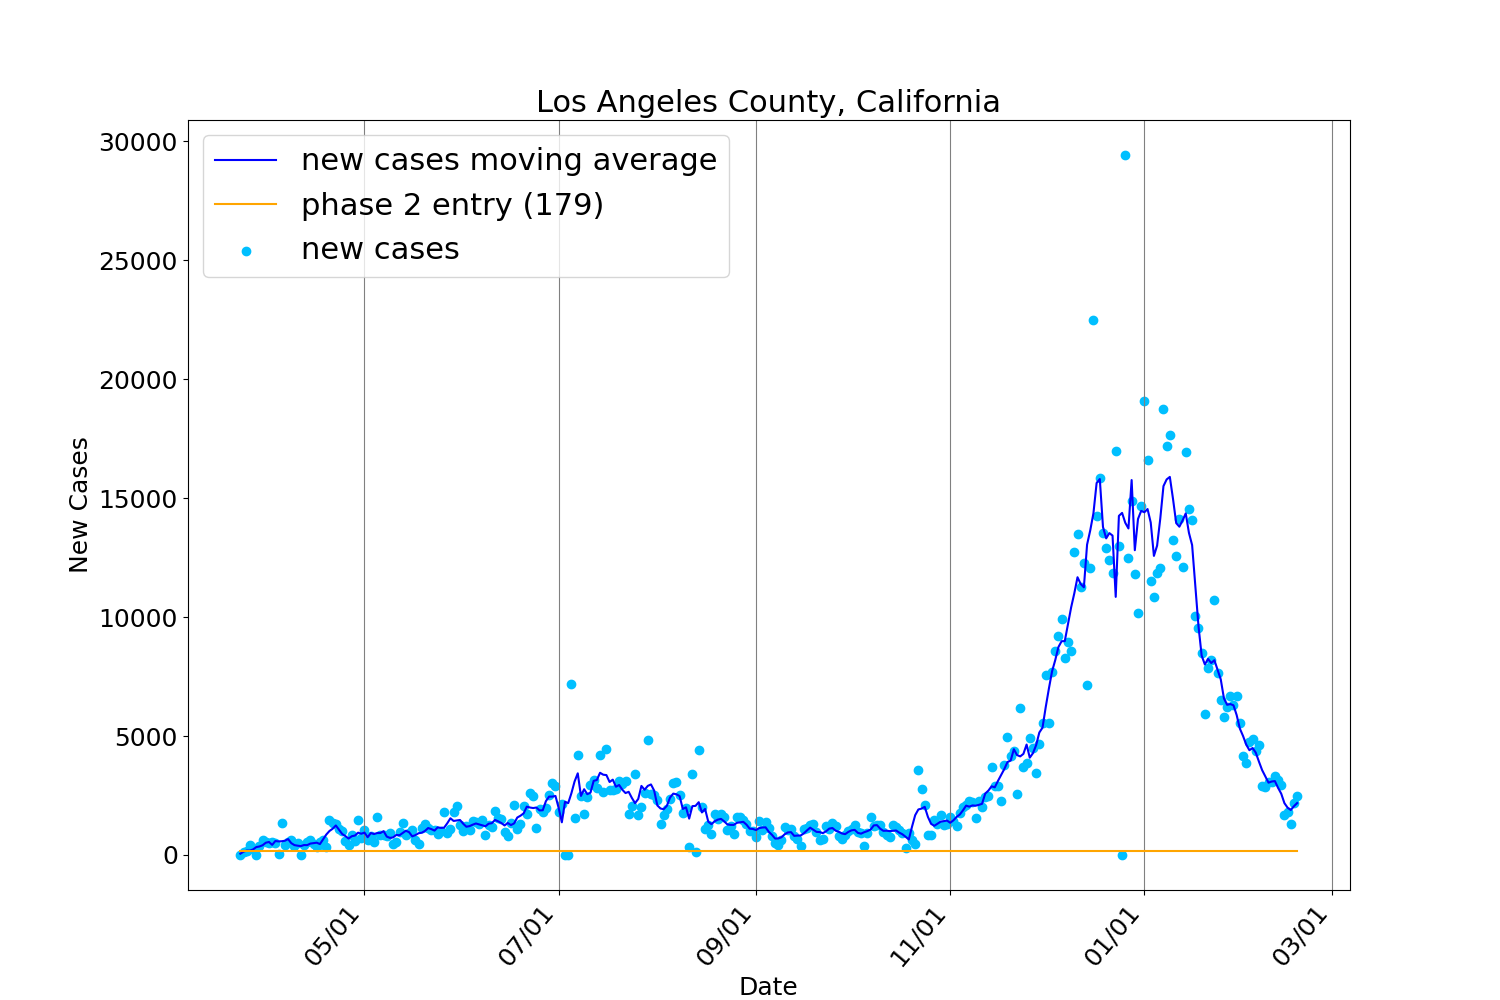 Los Angeles County, California
new cases moving average
phase 2 entry (179)
new cases
30000
25000
20000
15000
10000
5000
0
New Cases
05/01
07/01
09/01
11/01
01/01
03/01
Date